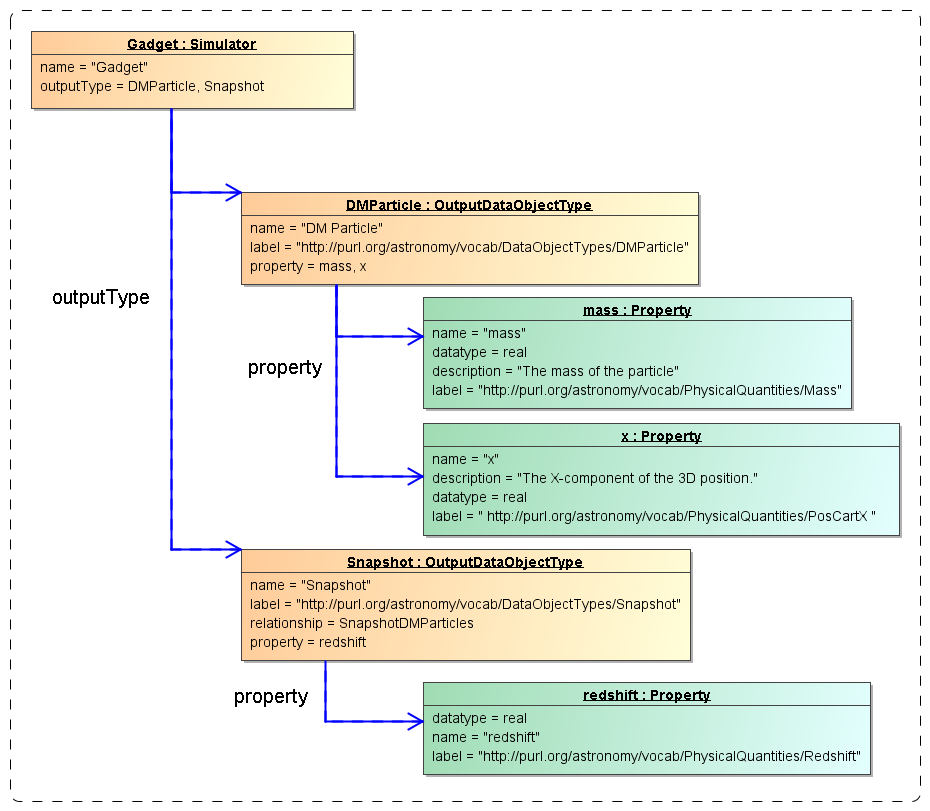 Gadget : Simulator
name = "Gadget"
outputType = DMParticle, Snapshot
DMParticle : OutputDataObjectType
name = "DM Particle"
label = "http://purl.org/astronomy/vocab/DataObjectTypes/DMParticle"
property = mass, x
outputType
mass : Property
name = "mass"
datatype = real
description = "The mass of the particle"
label = "http://purl.org/astronomy/vocab/PhysicalQuantities/Mass"
property
x : Property
name = "x"
description = "The X-component of the 3D position."
datatype = real
label = " http://purl.org/astronomy/vocab/PhysicalQuantities/PosCartX "
Snapshot : OutputDataObjectType
name = "Snapshot"
label = "http://purl.org/astronomy/vocab/DataObjectTypes/Snapshot"
relationship = SnapshotDMParticles
property = redshift
property
redshift : Property
datatype = real
name = "redshift"
label = "http://purl.org/astronomy/vocab/PhysicalQuantities/Redshift"